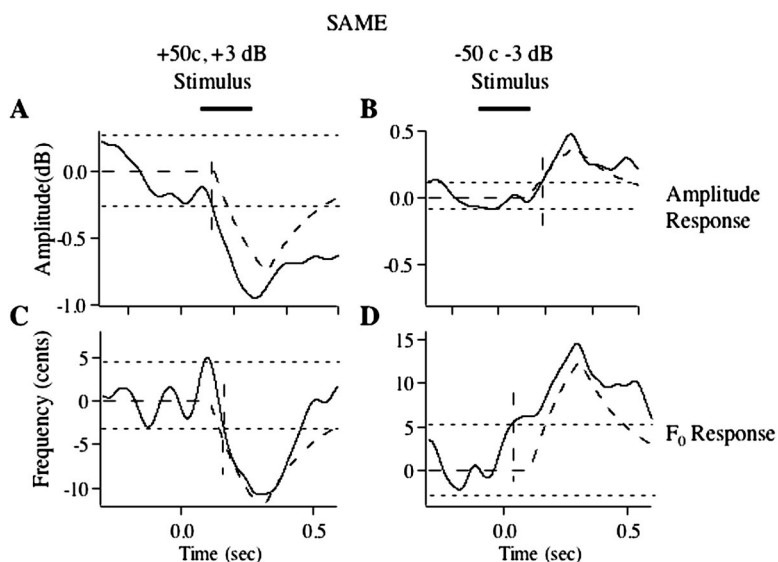 SAME
+50c, +3 dB
Stimulus
-50 c -3 dB
Stimulus
A
B
Amplitude(dB)
0.0
-0.5
-1.0
0.5
0.0
-0.5
Amplitude
Response
C
D
Frequency (cents)
5
0
-5
-10
15
10
5
0
F₀ Response
0.0
0.5
Time (sec)
0.0
0.5
Time (sec)